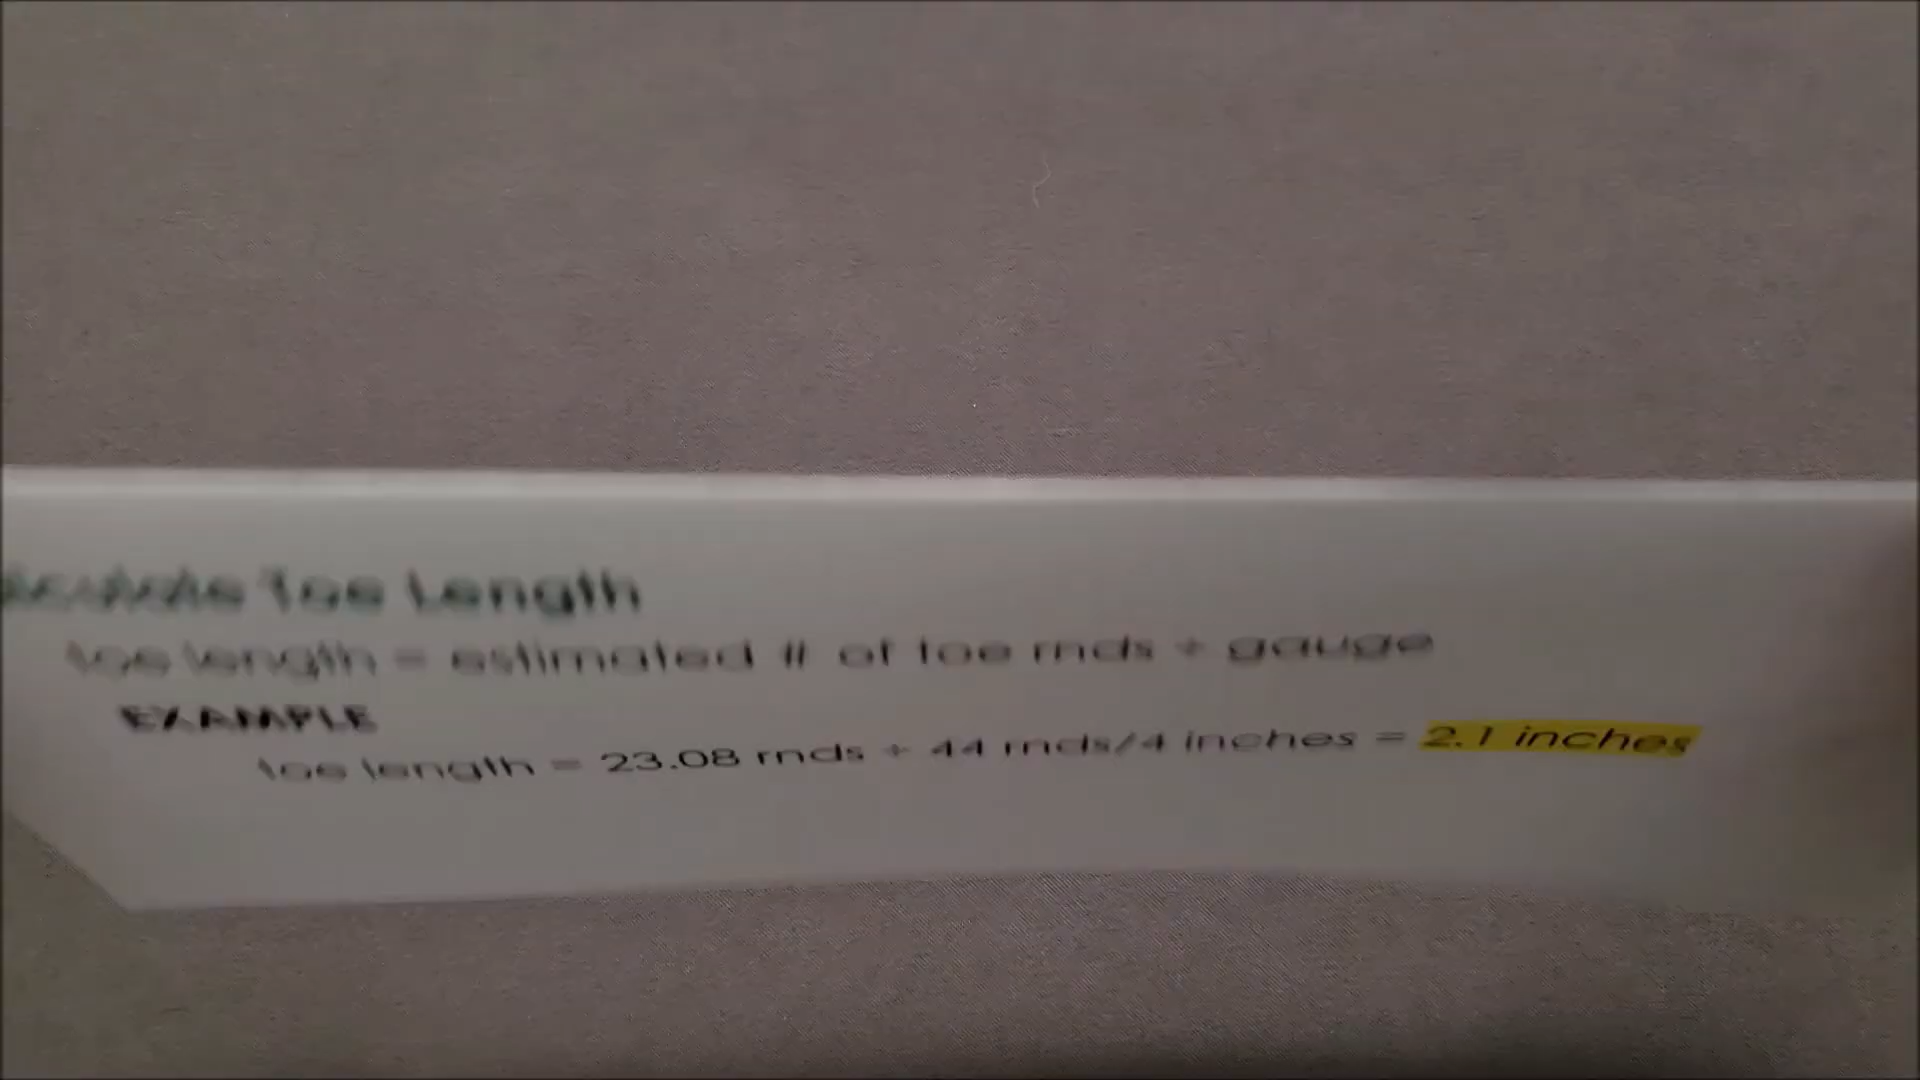 Toe Length
toe length = estimated # of toe rnds ÷ gauge
EXAMPLE
toe length = 23.08 rnds ÷ 44 rnds/4 inches = 2.1 inches